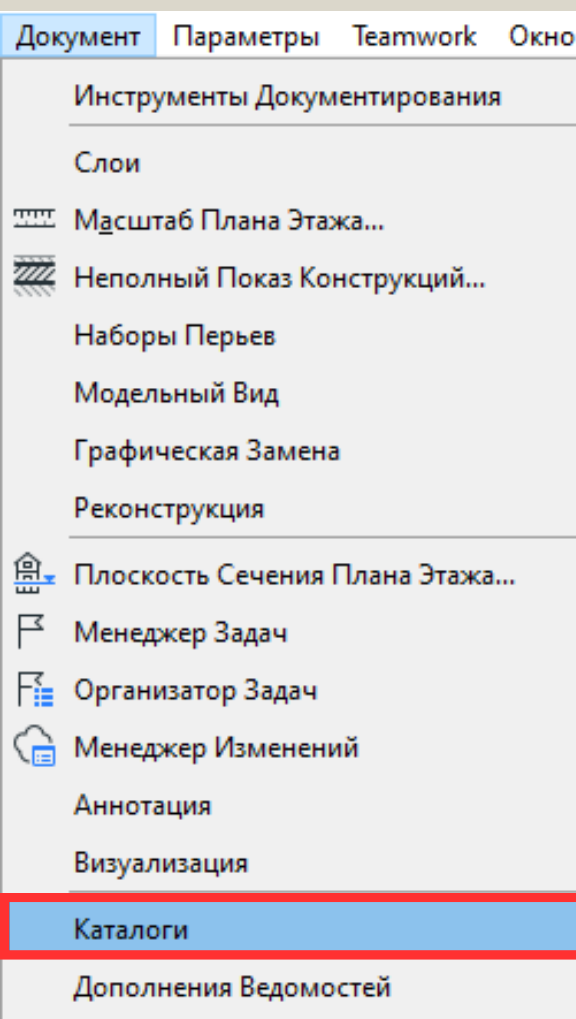 Документ Параметры Teamwork Окно
Инструменты Документирования
Слои
Масштаб Плана Этажа...
Неполный Показ Конструкций...
Наборы Перьев
Модельный Вид
Графическая Замена
Реконструкция
Плоскость Сечения Плана Этажа...
Менеджер Задач
Организатор Задач
Менеджер Изменений
Аннотация
Визуализация
Каталоги
Дополнения Ведомостей